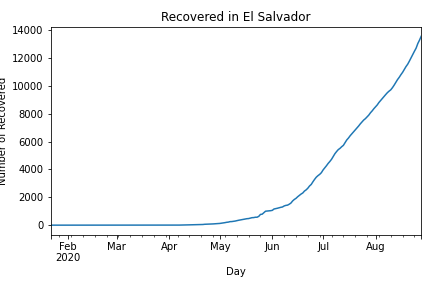 Recovered in El Salvador
14000
12000
10000
8000
6000
4000
2000
0
Number of Recovered
Feb
2020
Mar
Apr
May
Jun
Jul
Aug
Day